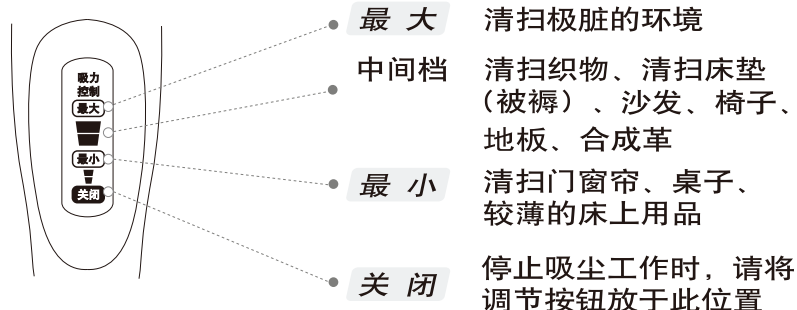 吸力
控制
最大
最小
关闭
最大 清扫极脏的环境
中间档 清扫织物、清扫床垫
（被褥）、沙发、椅子、
地板、合成革
最小 清扫门窗帘、桌子、
较薄的床上用品
关闭 停止吸尘工作时，请将
调节按钮放于此位置